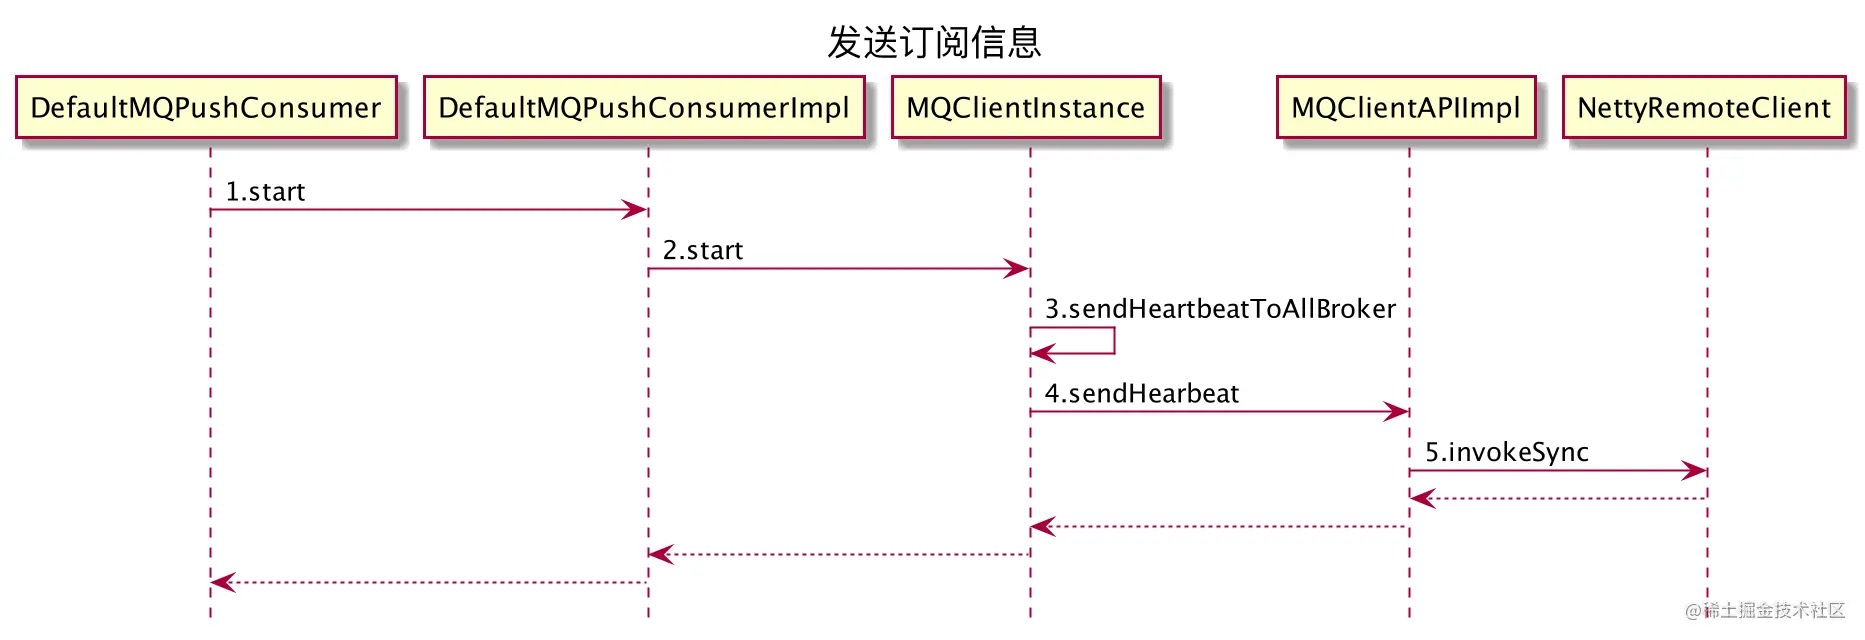 发送订阅信息
DefaultMQPushConsumer
DefaultMQPushConsumerImpl
MQClientInstance
MQClientAPIImpl
NettyRemoteClient
1.start
2.start
3.sendHeartbeatToAllBroker
4.sendHearbeat
5.invokeSync
@稀土掘金技术社区